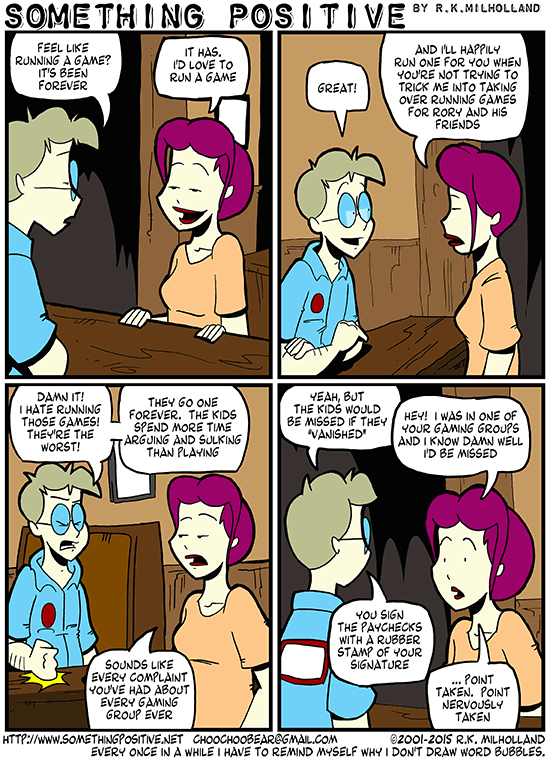 SOMETHING POSITIVE BY R.K.MILHOLLAND
FEEL LIKE
RUNNING A GAME?
IT'S BEEN
FOREVER
IT HAS.
I'D LOVE TO
RUN A GAME
GREAT!
AND I'LL HAPPILY
RUN ONE FOR YOU WHEN
YOU'RE NOT TRYING TO
TRICK ME INTO TAKING
OVER RUNNING GAMES
FOR RORY AND HIS
FRIENDS
DAMN IT!
I HATE RUNNING
THOSE GAMES!
THEY'RE THE
WORST!
THEY GO ONE
FOREVER. THE KIDS
SPEND MORE TIME
ARGUING AND SULKING
THAN PLAYING
SOUNDS LIKE
EVERY COMPLAINT
YOU'VE HAD ABOUT
EVERY GAMING
GROUP EVER
YEAH, BUT
THE KIDS WOULD
BE MISSED IF THEY
"VANISHED"
HEY! I WAS IN ONE OF
YOUR GAMING GROUPS
AND I KNOW DAMN WELL
I'D BE MISSED
YOU SIGN
THE PAYCHECKS
WITH A RUBBER
STAMP OF YOUR
SIGNATURE
... POINT
TAKEN. POINT
NERVOUSLY
TAKEN
HTTP://WWW.SOMETHINGPOSITIVE.NET CHOOCHOOBEAR@GMAIL.COM ©2001-2015 R.K. MILHOLLAND
EVERY ONCE IN A WHILE I HAVE TO REMIND MYSELF WHY I DON'T DRAW WORD BUBBLES.